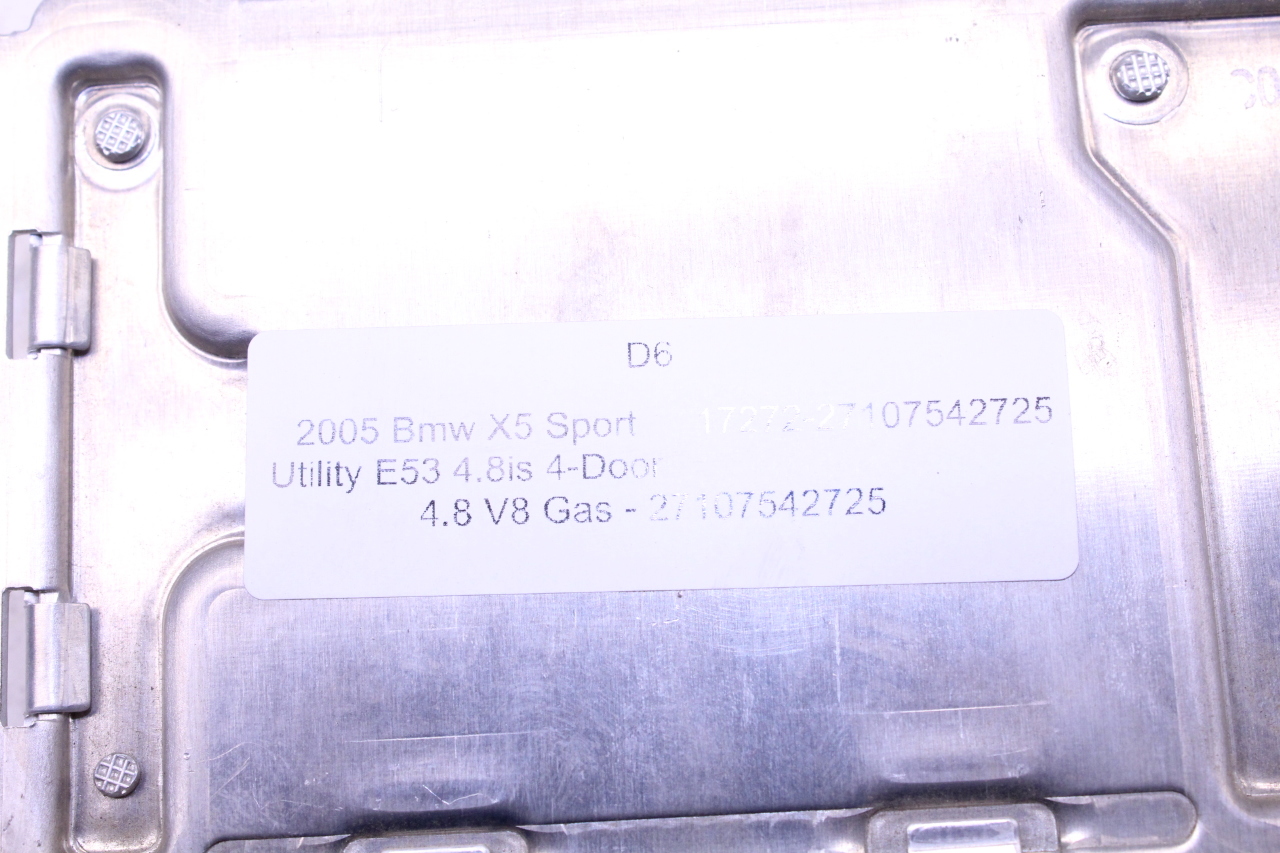 D6
2005 Bmw X5 Sport 17272-27107542725
Utility E53 4.8is 4-Door
4.8 V8 Gas - 27107542725